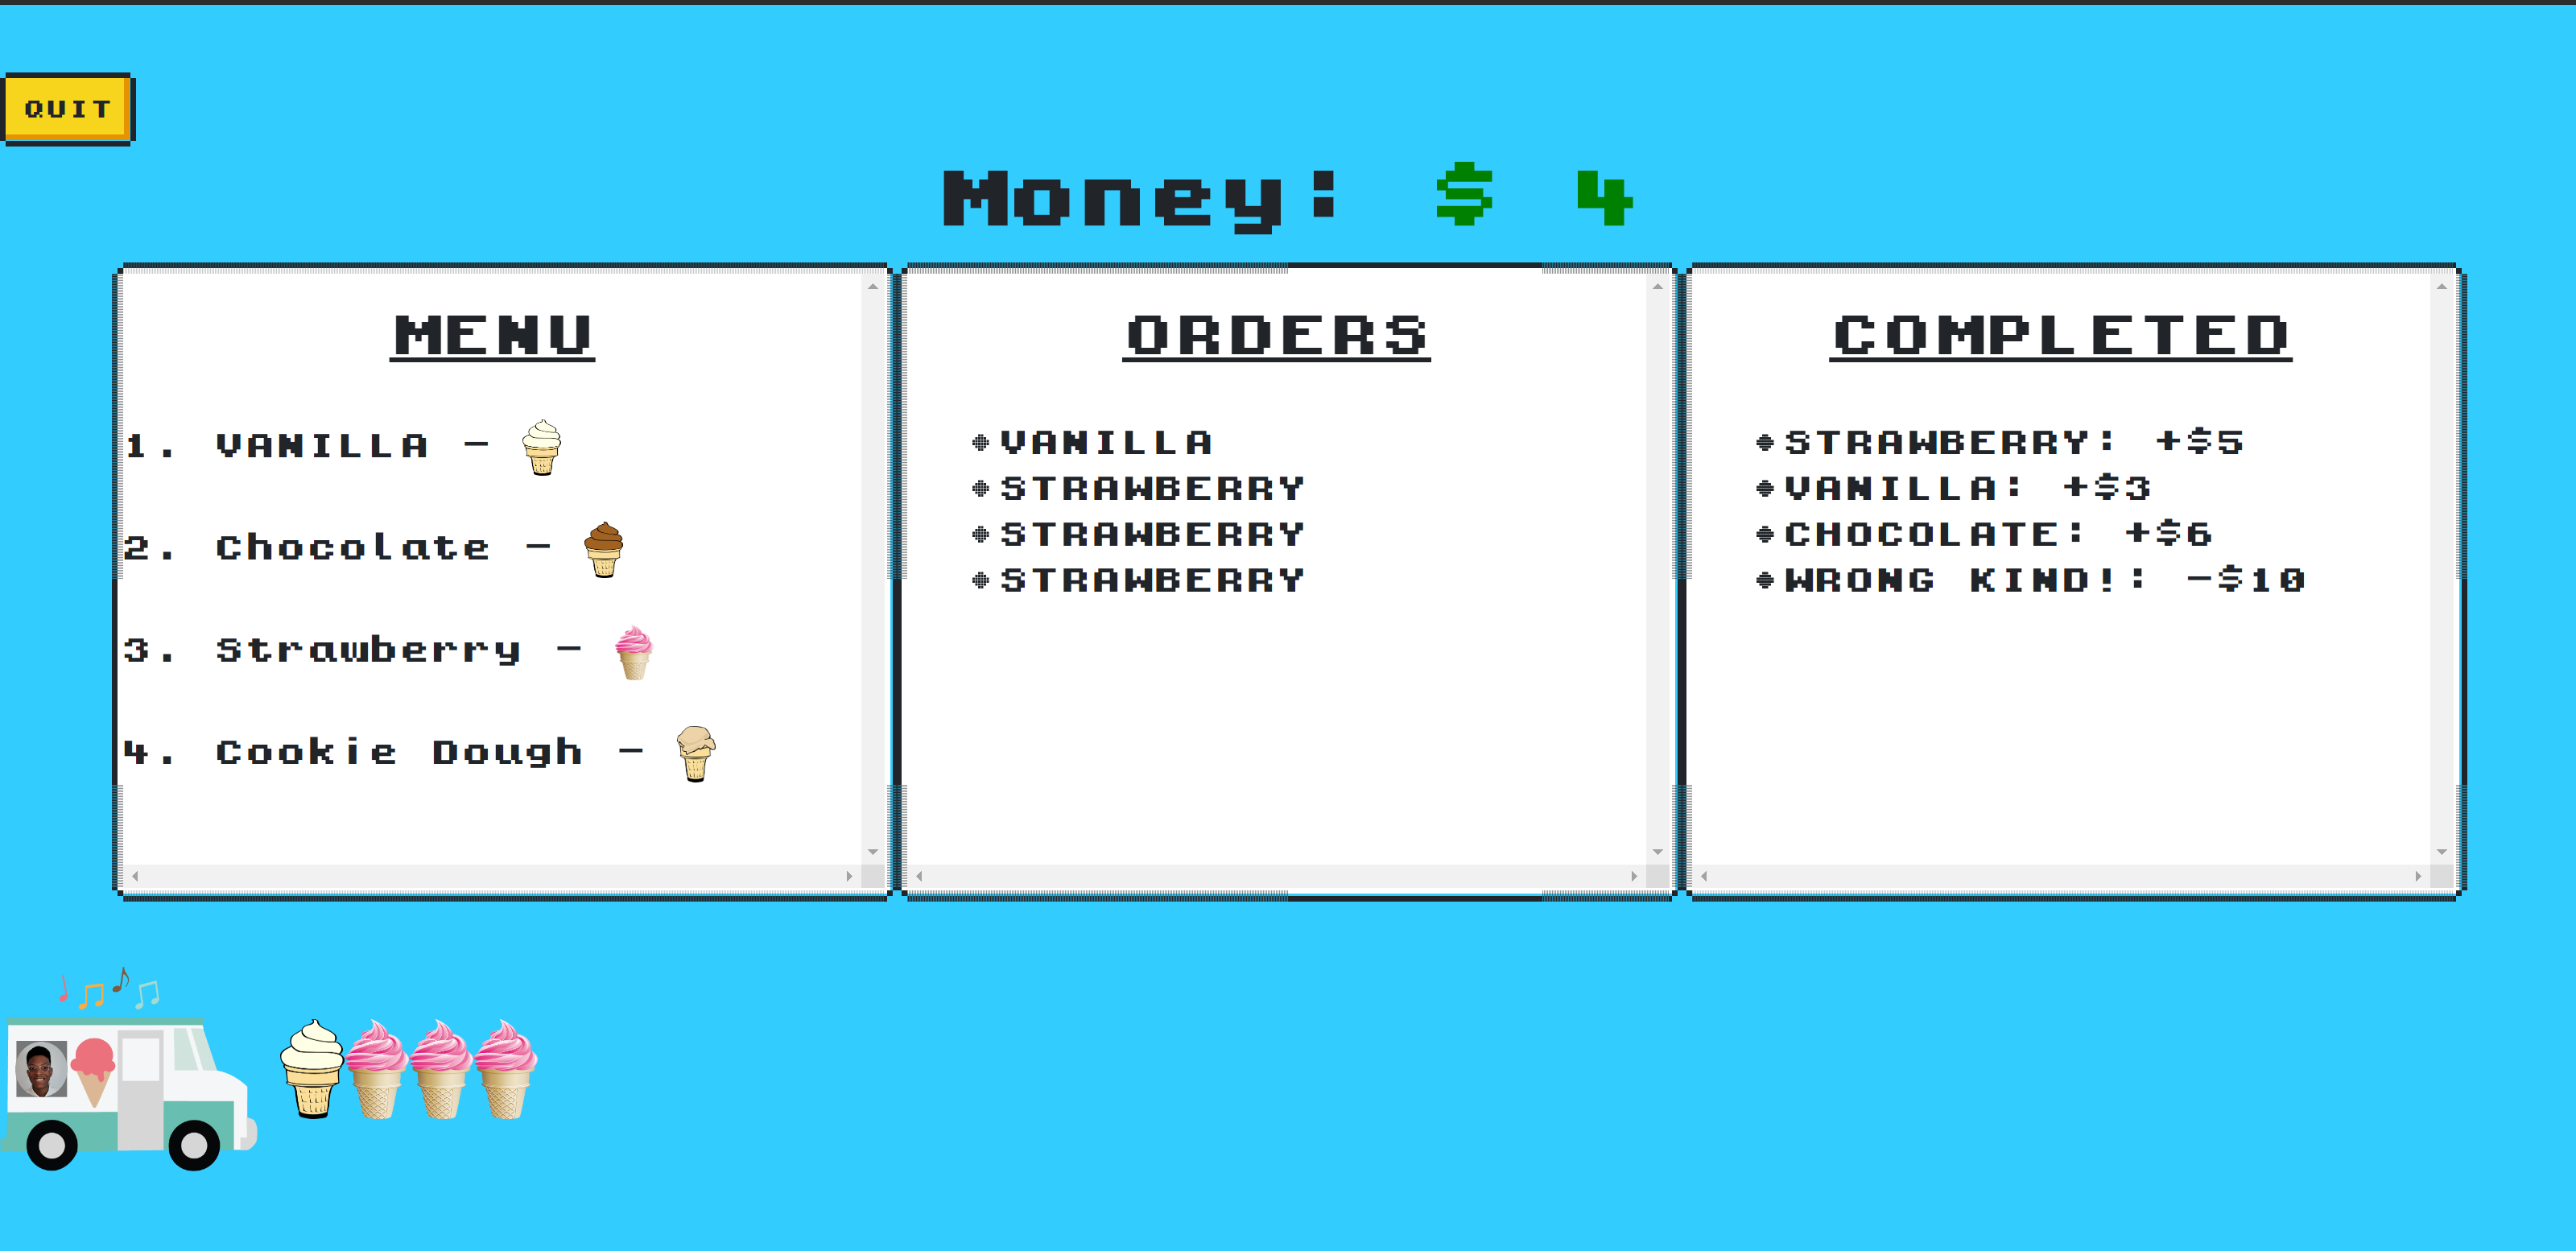 QUIT
Money: $ 4
MENU
1. VANILLA -
2. Chocolate -
3. Strawberry -
4. Cookie Dough -
ORDERS
VANILLA
STRAWBERRY
STRAWBERRY
STRAWBERRY
COMPLETED
STRAWBERRY: +$5
VANILLA: +$3
CHOCOLATE: +$6
WRONG KIND!: -$10